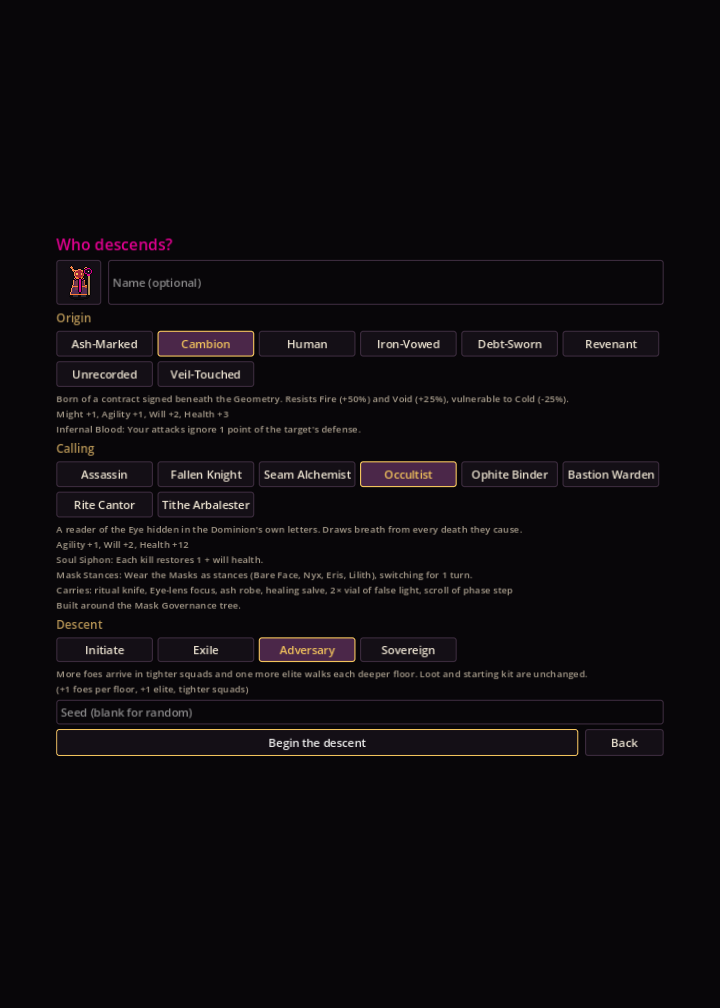 Who descends?
Name (optional)
Origin
Ash-Marked Cambion Human Iron-Vowed Debt-Sworn Revenant
Unrecorded Veil-Touched
Born of a contract signed beneath the Geometry. Resists Fire (+50%) and Void (+25%), vulnerable to Cold (-25%).
Might +1, Agility +1, Will +2, Health +3
Infernal Blood: Your attacks ignore 1 point of the target's defense.
Calling
Assassin Fallen Knight Seam Alchemist Occultist Ophite Binder Bastion Warden
Rite Cantor Tithe Arbalester
A reader of the Eye hidden in the Dominion's own letters. Draws breath from every death they cause.
Agility +1, Will +2, Health +12
Soul Siphon: Each kill restores 1 + will health.
Mask Stances: Wear the Masks as stances (Bare Face, Nyx, Eris, Lilith), switching for 1 turn.
Carries: ritual knife, Eye-lens focus, ash robe, healing salve, 2× vial of false light, scroll of phase step
Built around the Mask Governance tree.
Descent
Initiate Exile Adversary Sovereign
More foes arrive in tighter squads and one more elite walks each deeper floor. Loot and starting kit are unchanged.
(+1 foes per floor, +1 elite, tighter squads)
Seed (blank for random)
Begin the descent Back